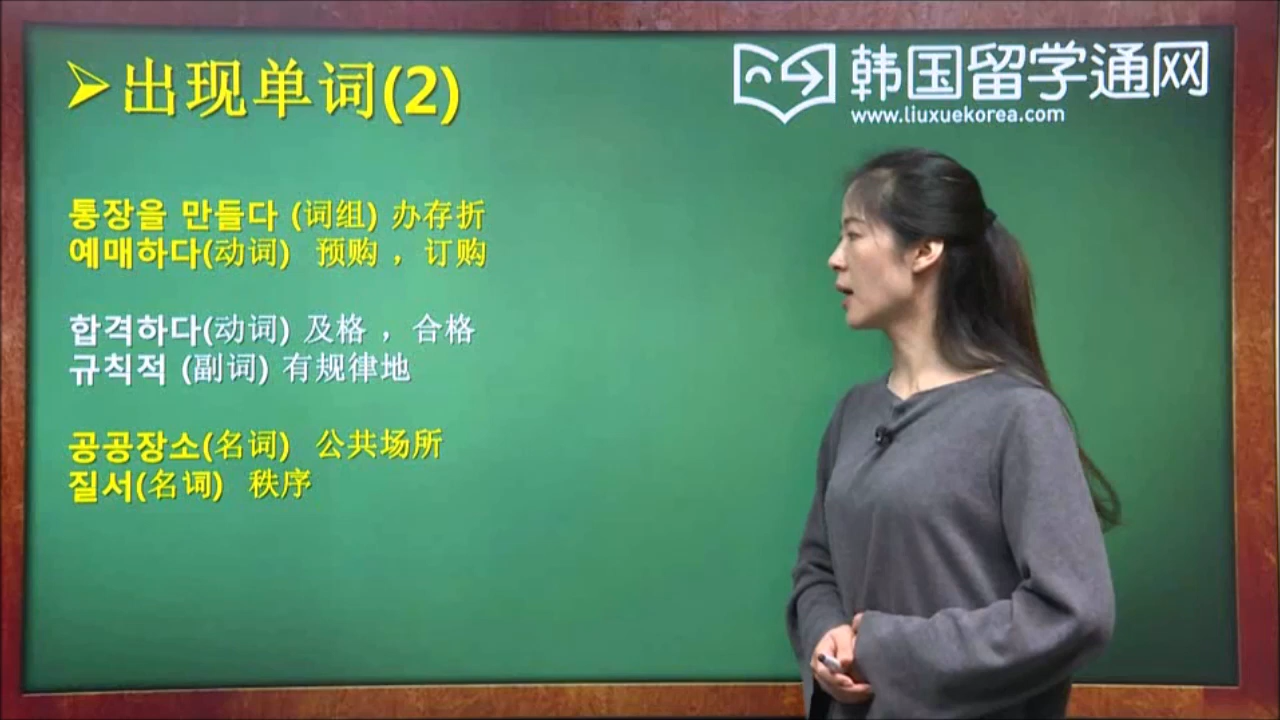 出现单词(2)
韩国留学通网
www.liuxuekorea.com
통장을 만들다 (词组) 办存折
예매하다(动词) 预购 ，订购
합격하다(动词) 及格 ，合格
규칙적 (副词) 有规律地
공공장소(名词) 公共场所
질서(名词) 秩序